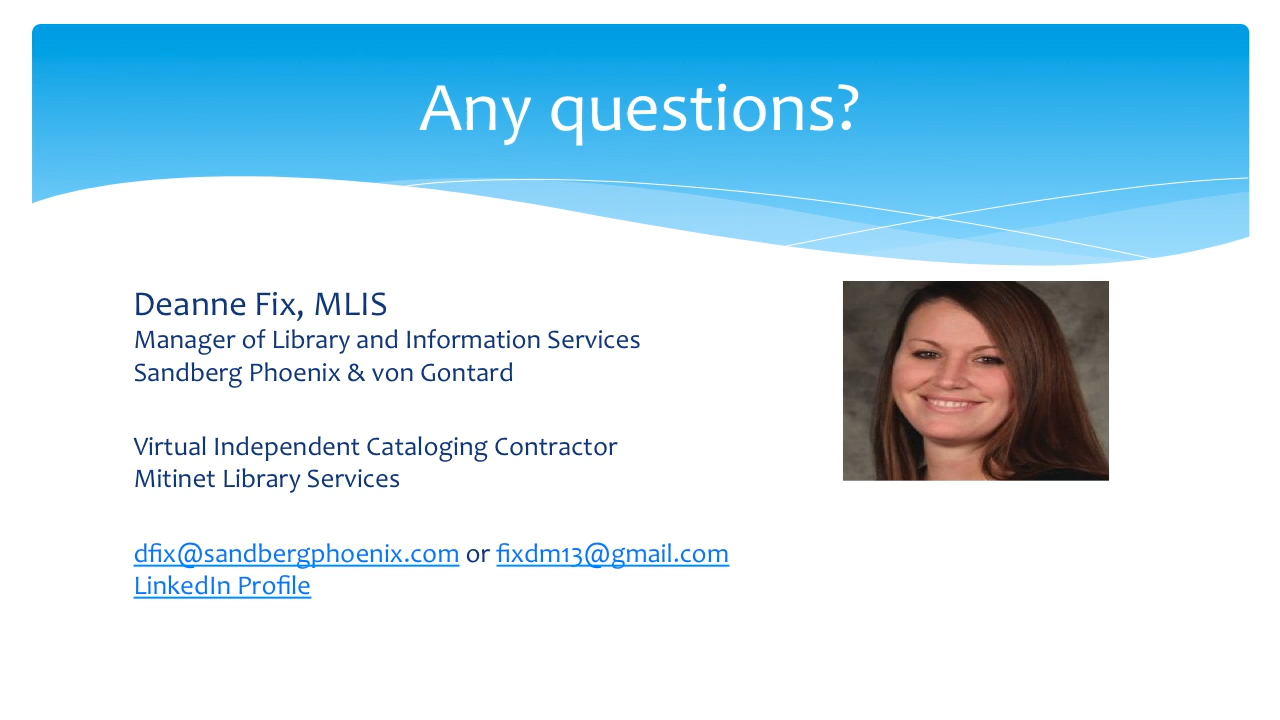 Any questions?
Deanne Fix, MLIS
Manager of Library and Information Services
Sandberg Phoenix & von Gontard
Virtual Independent Cataloging Contractor
Mitinet Library Services
dfix@sandbergphoenix.com or fixdm13@gmail.com
LinkedIn Profile